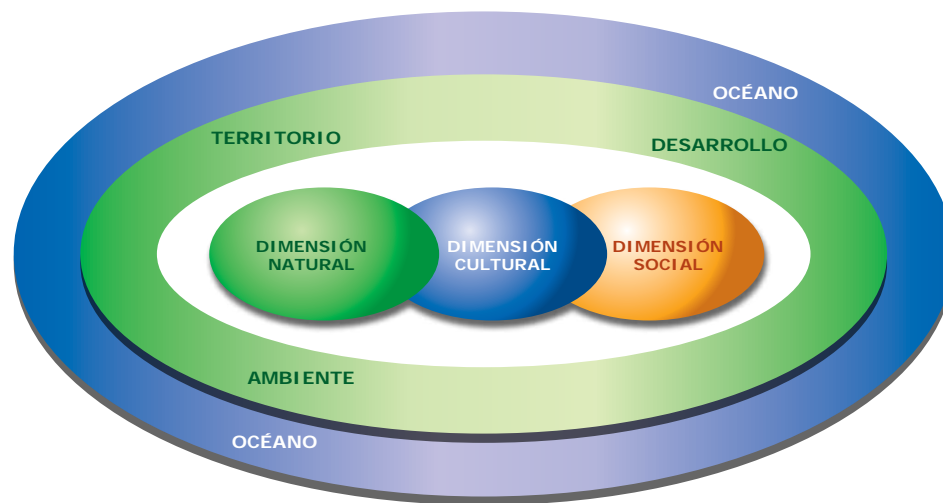 OCÉANO
TERRITORIO
DESARROLLO
DIMENSIÓN
NATURAL
DIMENSIÓN
CULTURAL
DIMENSIÓN
SOCIAL
AMBIENTE
OCÉANO